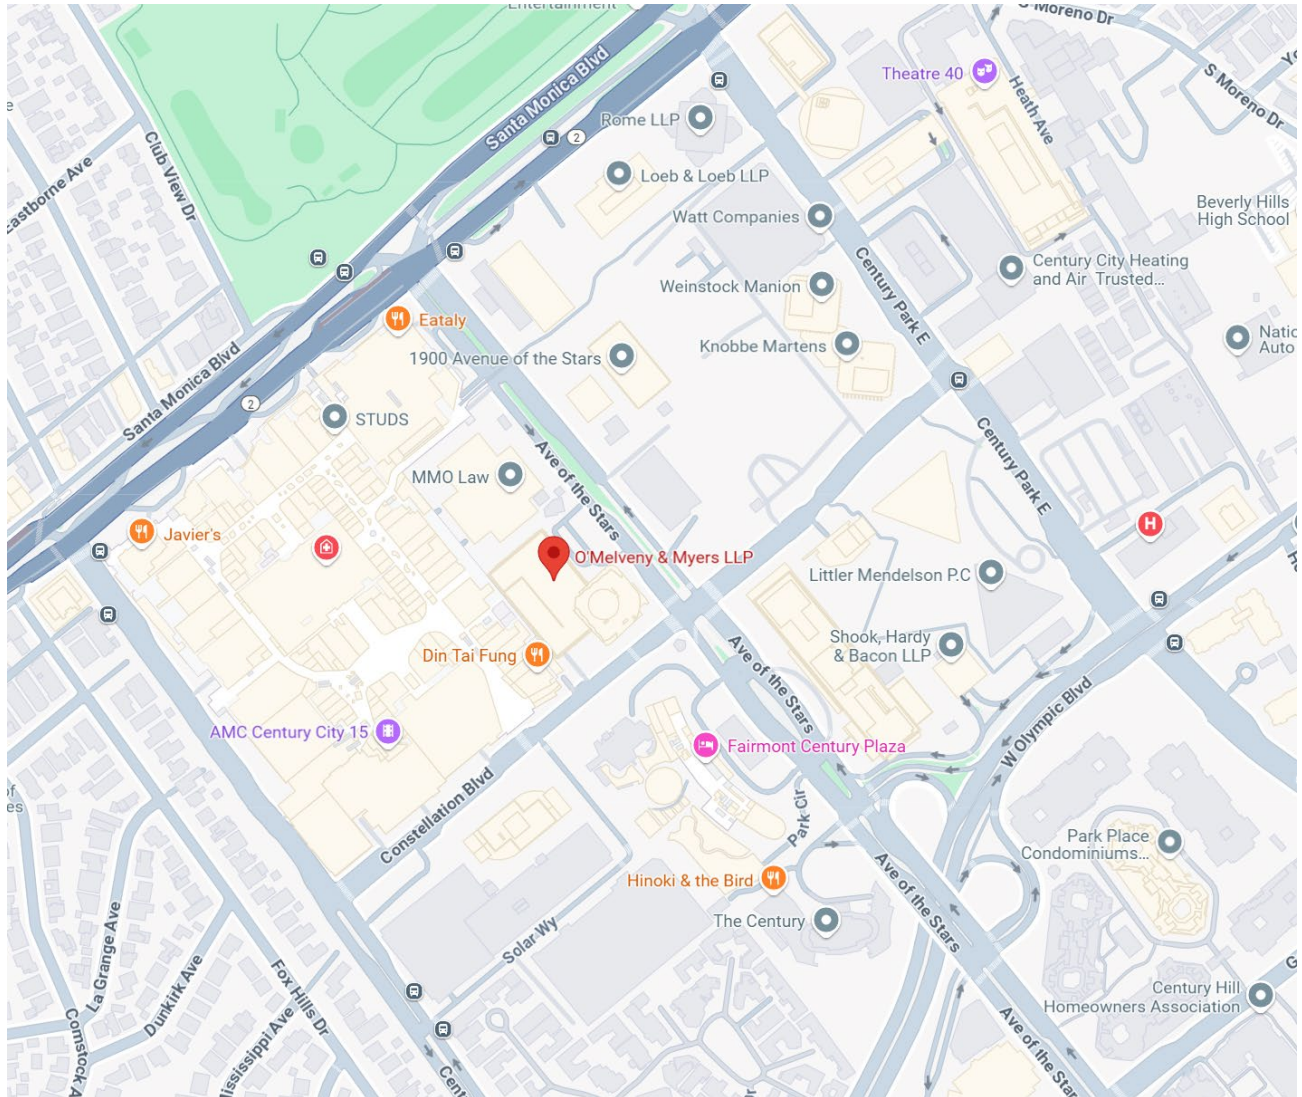 Entertainment
S Moreno Dr
Santa Monica Blvd
Theatre 40
S Moreno Dr
Heath Ave
Rome LLP
2
Club View Dr
Eastborne Ave
Loeb & Loeb LLP
Watt Companies
Beverly Hills
High School
Century City Heating
and Air Trusted...
Weinstock Manion
Century Park E
Eataly
Knobbe Martens
1900 Avenue of the Stars
Santa Monica Blvd
2
STUDS
Ave of the Stars
Century Park E
MMO Law
Javier's
H
O'Melveny & Myers LLP
Littler Mendelson P.C
Din Tai Fung
Shook, Hardy
& Bacon LLP
Ave of the Stars
AMC Century City 15
Fairmont Century Plaza
W Olympic Blvd
Constellation Blvd
Park Cir
Park Place
Condominiums...
Hinoki & the Bird
Ave of the Stars
The Century
La Grange Ave
Solar Wy
Dunkirk Ave
Fox Hills Dr
Century Hill
Homeowners Association
Comstock A
Mississippi Ave
Ave of the Stars
Cent